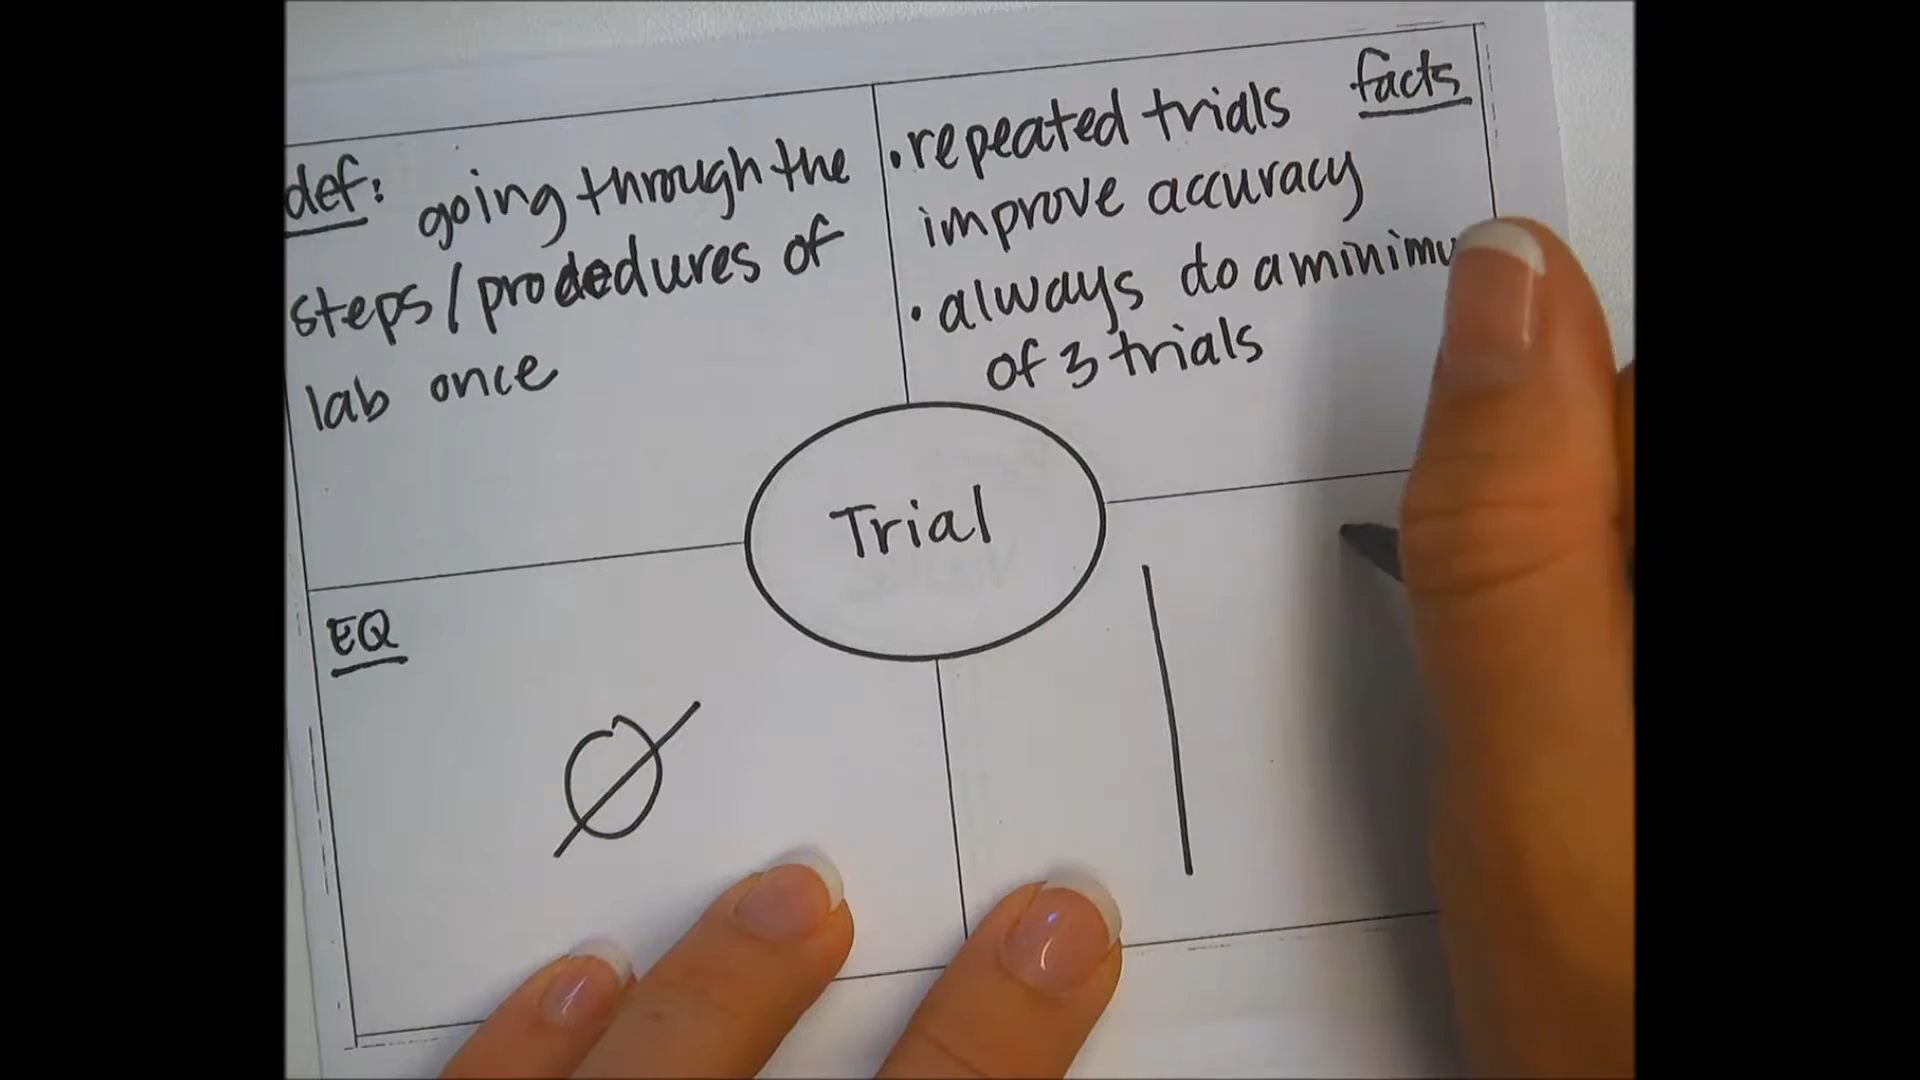 def: going through the
steps/prodedures of
lab once
facts
• repeated trials
improve accuracy
• always do a minimu
of 3 trials
Trial
EQ
Ø